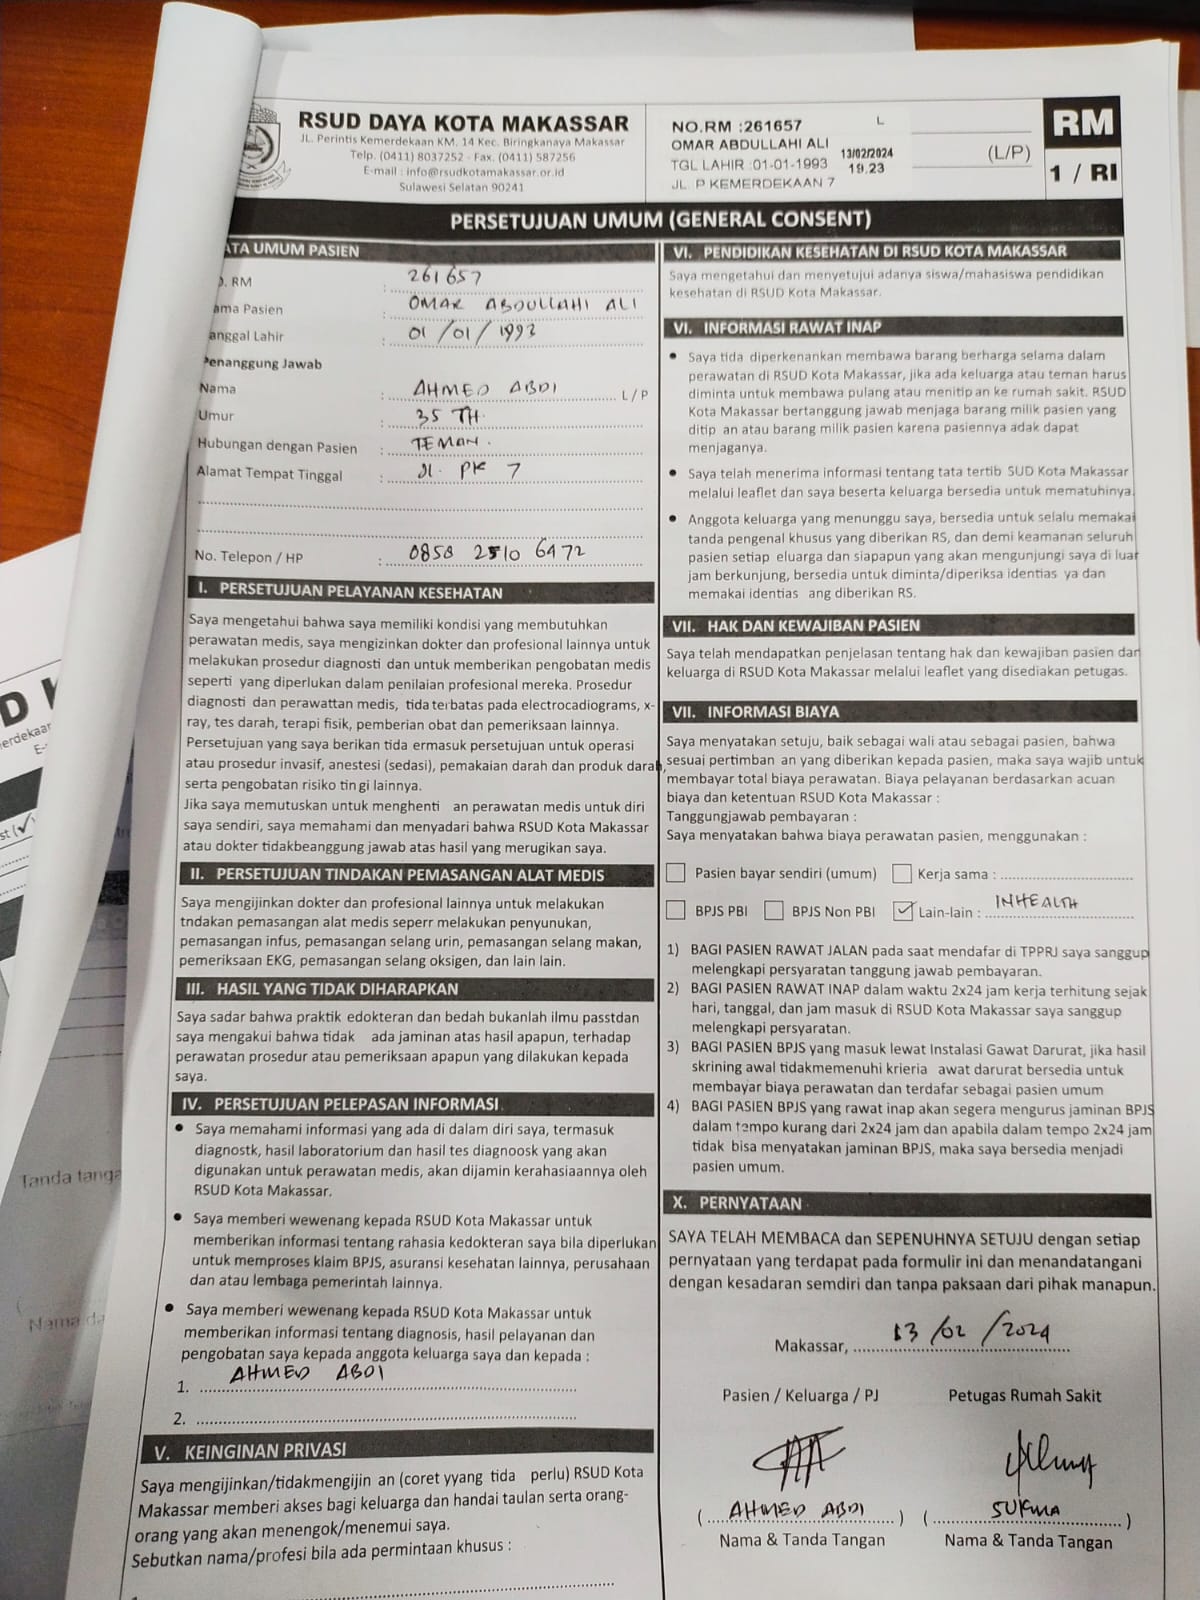 RSUD DAYA KOTA MAKASSAR
JL. Perintis Kemerdekaan KM. 14 Kec. Biringkanaya Makassar
Telp. (0411) 8037252 - Fax. (0411) 587256
E-mail : info@rsudkotamakassar.or.id
Sulawesi Selatan 90241
NO.RM :261657 L
OMAR ABDULLAHI ALI
TGL LAHIR :01-01-1993
JL. P KEMERDEKAAN 7
13/02/2024
19.23
(L/P)
RM
1 / RI
PERSETUJUAN UMUM (GENERAL CONSENT)
ATA UMUM PASIEN
. RM : 261657
ama Pasien : OMAR ABDULLAHI ALI
anggal Lahir : 01/01/1993
Penanggung Jawab
Nama : AHMED ABDI L / P
Umur : 35 TH.
Hubungan dengan Pasien : TEMAN.
Alamat Tempat Tinggal : Jl. PK 7
No. Telepon / HP : 0858 2510 6472
I. PERSETUJUAN PELAYANAN KESEHATAN
Saya mengetahui bahwa saya memiliki kondisi yang membutuhkan
perawatan medis, saya mengizinkan dokter dan profesional lainnya untuk
melakukan prosedur diagnosti dan untuk memberikan pengobatan medis
seperti yang diperlukan dalam penilaian profesional mereka. Prosedur
diagnosti dan perawattan medis, tida terbatas pada electrocadiograms, x-
ray, tes darah, terapi fisik, pemberian obat dan pemeriksaan lainnya.
Persetujuan yang saya berikan tida ermasuk persetujuan untuk operasi
atau prosedur invasif, anestesi (sedasi), pemakaian darah dan produk darah,
serta pengobatan risiko tin gi lainnya.
Jika saya memutuskan untuk menghenti an perawatan medis untuk diri
saya sendiri, saya memahami dan menyadari bahwa RSUD Kota Makassar
atau dokter tidakbeanggung jawab atas hasil yang merugikan saya.
II. PERSETUJUAN TINDAKAN PEMASANGAN ALAT MEDIS
Saya mengijinkan dokter dan profesional lainnya untuk melakukan
tndakan pemasangan alat medis seperr melakukan penyunukan,
pemasangan infus, pemasangan selang urin, pemasangan selang makan,
pemeriksaan EKG, pemasangan selang oksigen, dan lain lain.
III. HASIL YANG TIDAK DIHARAPKAN
Saya sadar bahwa praktik edokteran dan bedah bukanlah ilmu passtdan
saya mengakui bahwa tidak ada jaminan atas hasil apapun, terhadap
perawatan prosedur atau pemeriksaan apapun yang dilakukan kepada
saya.
IV. PERSETUJUAN PELEPASAN INFORMASI
• Saya memahami informasi yang ada di dalam diri saya, termasuk
diagnostk, hasil laboratorium dan hasil tes diagnoosk yang akan
digunakan untuk perawatan medis, akan dijamin kerahasiaannya oleh
RSUD Kota Makassar.
• Saya memberi wewenang kepada RSUD Kota Makassar untuk
memberikan informasi tentang rahasia kedokteran saya bila diperlukan
untuk memproses klaim BPJS, asuransi kesehatan lainnya, perusahaan
dan atau lembaga pemerintah lainnya.
• Saya memberi wewenang kepada RSUD Kota Makassar untuk
memberikan informasi tentang diagnosis, hasil pelayanan dan
pengobatan saya kepada anggota keluarga saya dan kepada :
1. AHMED ABDI
2.
V. KEINGINAN PRIVASI
Saya mengijinkan/tidakmengijin an (coret yyang tida perlu) RSUD Kota
Makassar memberi akses bagi keluarga dan handai taulan serta orang-
orang yang akan menengok/menemui saya.
Sebutkan nama/profesi bila ada permintaan khusus :
VI. PENDIDIKAN KESEHATAN DI RSUD KOTA MAKASSAR
Saya mengetahui dan menyetujui adanya siswa/mahasiswa pendidikan
kesehatan di RSUD Kota Makassar.
VI. INFORMASI RAWAT INAP
• Saya tida diperkenankan membawa barang berharga selama dalam
perawatan di RSUD Kota Makassar, jika ada keluarga atau teman harus
diminta untuk membawa pulang atau menitip an ke rumah sakit. RSUD
Kota Makassar bertanggung jawab menjaga barang milik pasien yang
ditip an atau barang milik pasien karena pasiennya adak dapat
menjaganya.
• Saya telah menerima informasi tentang tata tertib SUD Kota Makassar
melalui leaflet dan saya beserta keluarga bersedia untuk mematuhinya.
• Anggota keluarga yang menunggu saya, bersedia untuk selalu memakai
tanda pengenal khusus yang diberikan RS, dan demi keamanan seluruh
pasien setiap eluarga dan siapapun yang akan mengunjungi saya di luar
jam berkunjung, bersedia untuk diminta/diperiksa identias ya dan
memakai identias ang diberikan RS.
VII. HAK DAN KEWAJIBAN PASIEN
Saya telah mendapatkan penjelasan tentang hak dan kewajiban pasien dan
keluarga di RSUD Kota Makassar melalui leaflet yang disediakan petugas.
VII. INFORMASI BIAYA
Saya menyatakan setuju, baik sebagai wali atau sebagai pasien, bahwa
sesuai pertimban an yang diberikan kepada pasien, maka saya wajib untuk
membayar total biaya perawatan. Biaya pelayanan berdasarkan acuan
biaya dan ketentuan RSUD Kota Makassar :
Tanggungjawab pembayaran :
Saya menyatakan bahwa biaya perawatan pasien, menggunakan :
Pasien bayar sendiri (umum) Kerja sama :
BPJS PBI BPJS Non PBI ✓ Lain-lain : INHEALTH
1) BAGI PASIEN RAWAT JALAN pada saat mendafar di TPPRJ saya sanggup
melengkapi persyaratan tanggung jawab pembayaran.
2) BAGI PASIEN RAWAT INAP dalam waktu 2x24 jam kerja terhitung sejak
hari, tanggal, dan jam masuk di RSUD Kota Makassar saya sanggup
melengkapi persyaratan.
3) BAGI PASIEN BPJS yang masuk lewat Instalasi Gawat Darurat, jika hasil
skrining awal tidakmemenuhi krieria awat darurat bersedia untuk
membayar biaya perawatan dan terdafar sebagai pasien umum
4) BAGI PASIEN BPJS yang rawat inap akan segera mengurus jaminan BPJS
dalam tempo kurang dari 2x24 jam dan apabila dalam tempo 2x24 jam
tidak bisa menyatakan jaminan BPJS, maka saya bersedia menjadi
pasien umum.
X. PERNYATAAN
SAYA TELAH MEMBACA dan SEPENUHNYA SETUJU dengan setiap
pernyataan yang terdapat pada formulir ini dan menandatangani
dengan kesadaran semdiri dan tanpa paksaan dari pihak manapun.
Makassar, 13/02/2024
Pasien / Keluarga / PJ Petugas Rumah Sakit
( AHMED ABDI ) ( SUKMA )
Nama & Tanda Tangan Nama & Tanda Tangan
Tanda tanga
Nama da